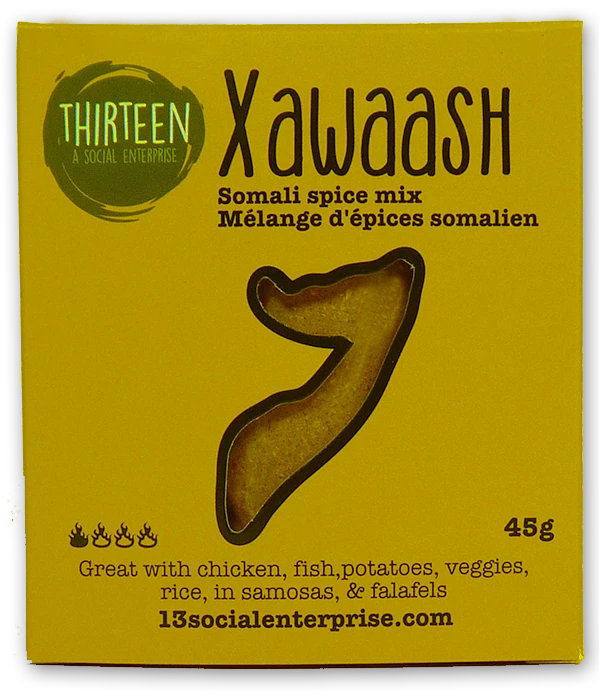 THIRTEEN
A SOCIAL ENTERPRISE
Xawaash
Somali spice mix
Mélange d'épices somalien
45g
Great with chicken, fish,potatoes, veggies,
rice, in samosas, & falafels
13socialenterprise.com